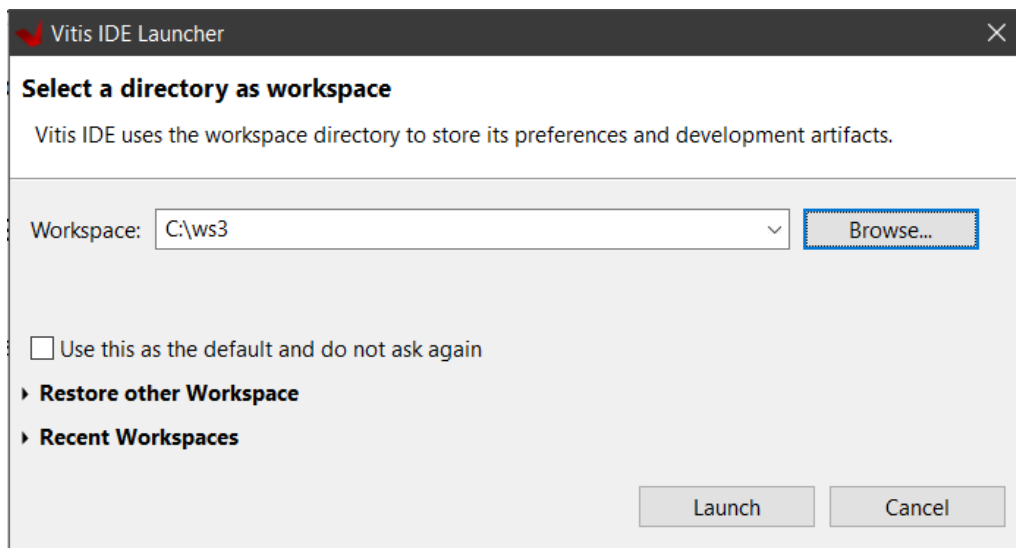 Vitis IDE Launcher
Select a directory as workspace
Vitis IDE uses the workspace directory to store its preferences and development artifacts.
Workspace: C:\ws3 Browse...
Use this as the default and do not ask again
Restore other Workspace
Recent Workspaces
Launch Cancel